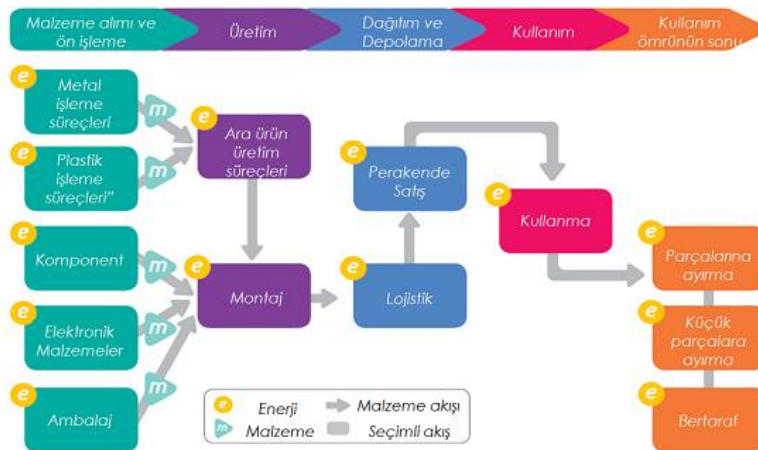 Malzeme alımı ve
ön işleme
Üretim
Dağıtım ve
Depolama
Kullanım
Kullanım
ömrünün sonu
e
Metal
işleme
süreçleri
m
e
Plastik
işleme
süreçleri"
m
e
Ara ürün
üretim
süreçleri
e
Perakende
Satış
e
Kullanma
e
Komponent
m
e
Montaj
e
Lojistik
e
Parçalarına
ayırma
e
Elektronik
Malzemeler
m
e
Küçük
parçalara
ayırma
e
Ambalaj
m
e
Bertaraf
e
Enerji
Malzeme akışı
m
Malzeme
Seçimli akış